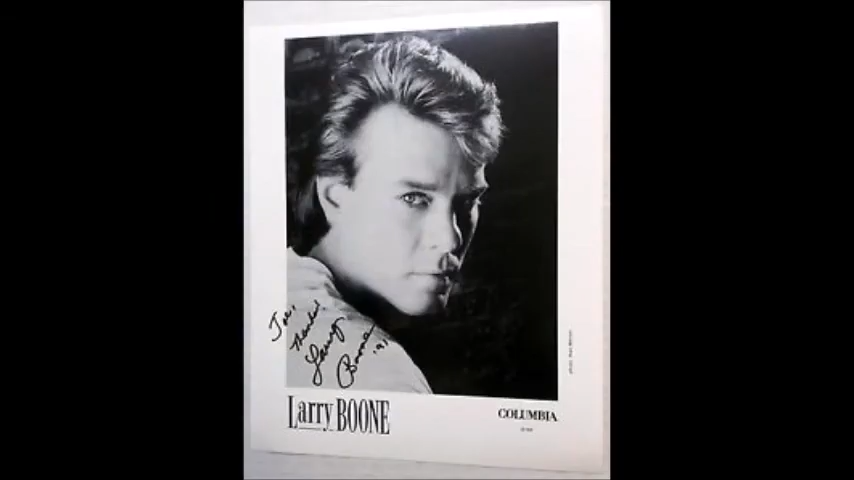 Joe,
Thanks!
Larry
Boone
'91
Larry BOONE
COLUMBIA